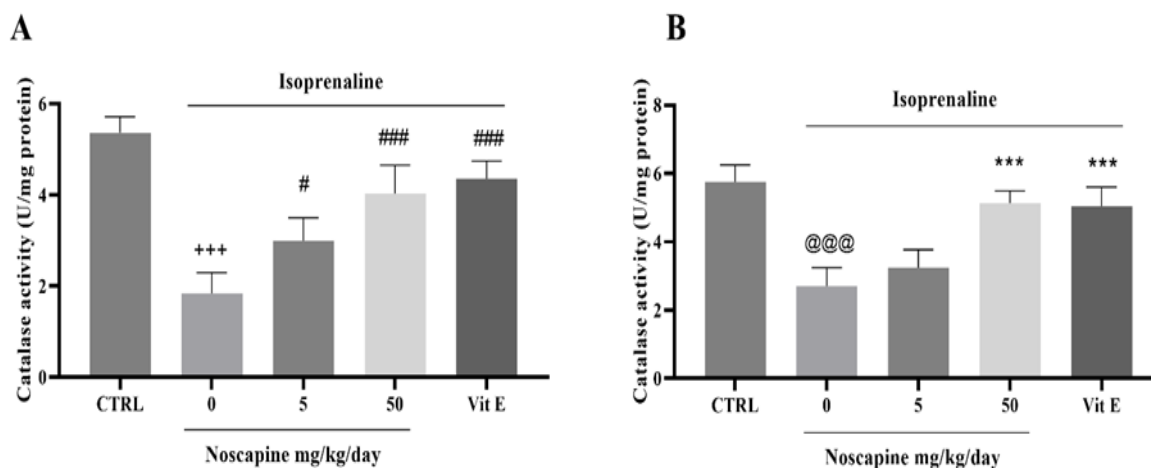 A
Catalase activity (U/mg protein)
Isoprenaline
6
4
2
0
+++
#
###
###
CTRL 0 5 50 Vit E
Noscapine mg/kg/day
B
Catalase activity (U/mg protein)
Isoprenaline
8
6
4
2
0
@@@
***
***
CTRL 0 5 50 Vit E
Noscapine mg/kg/day